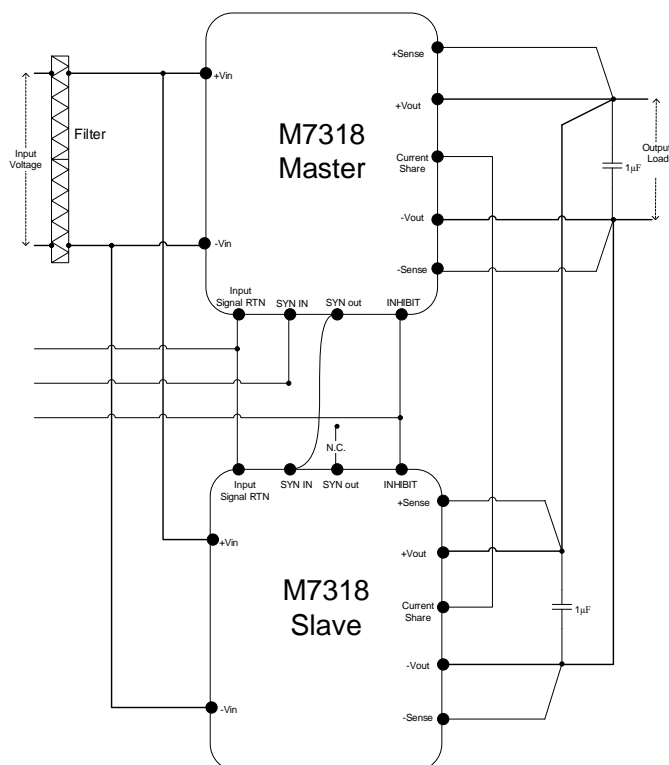 +Sense
+Vin
+Vout
M7318
Master
Filter
Input
Voltage
Current
Share
Output
Load
1µF
-Vout
-Vin
-Sense
Input
Signal RTN
SYN IN
SYN out
INHIBIT
N.C.
Input
Signal RTN
SYN IN
SYN out
INHIBIT
+Sense
+Vin
+Vout
M7318
Slave
Current
Share
1µF
-Vout
-Vin
-Sense